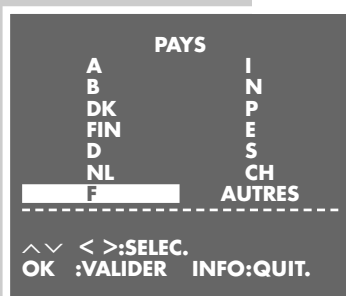 PAYS
A I
B N
DK P
FIN E
D S
NL CH
F AUTRES
< >:SELEC.
OK :VALIDER INFO:QUIT.